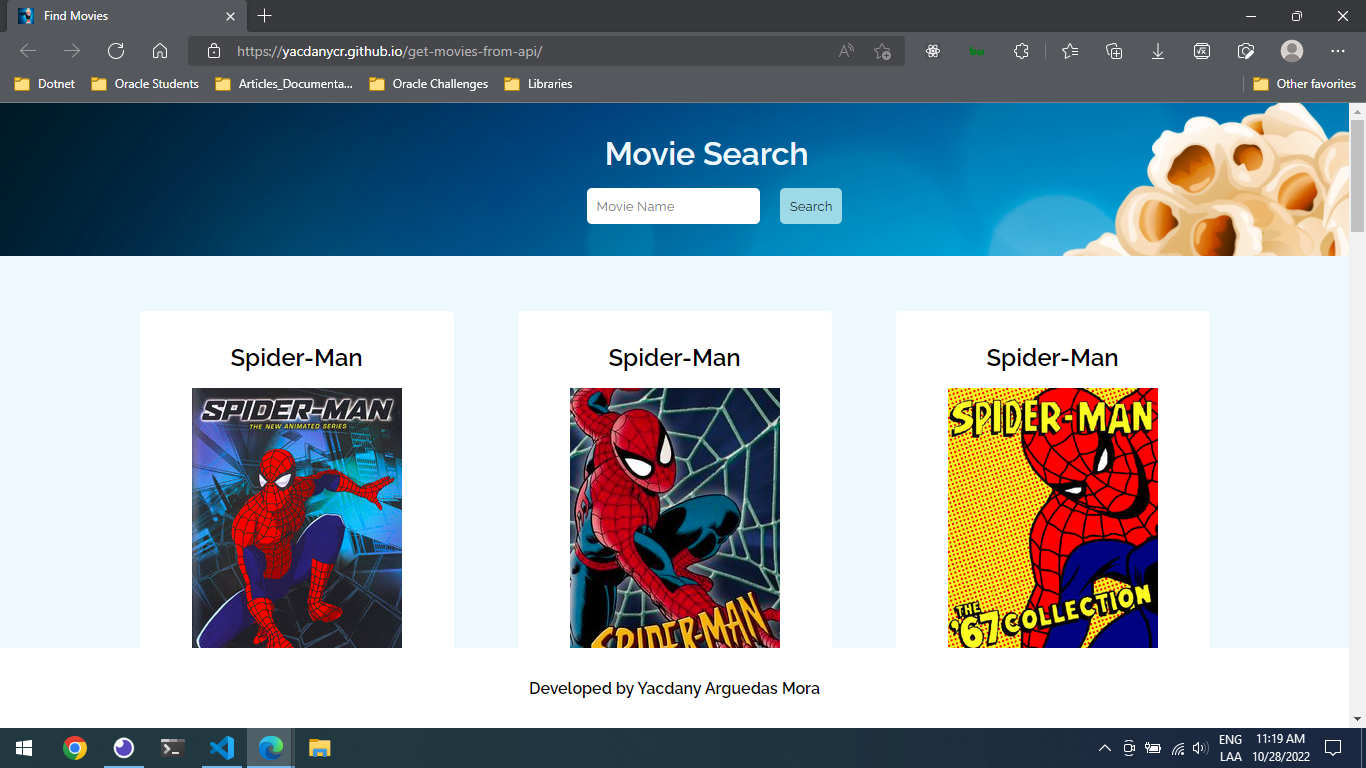 Find Movies
https://yacdanycr.github.io/get-movies-from-api/
Dotnet
Oracle Students
Articles_Documenta...
Oracle Challenges
Libraries
Other favorites
Movie Search
Movie Name
Search
Spider-Man
Spider-Man
Spider-Man
SPIDER-MAN
THE NEW ANIMATED SERIES
SPIDER-MAN
SPIDER-MAN
THE
'67 COLLECTION
Developed by Yacdany Arguedas Mora
ENG
LAA
11:19 AM
10/28/2022